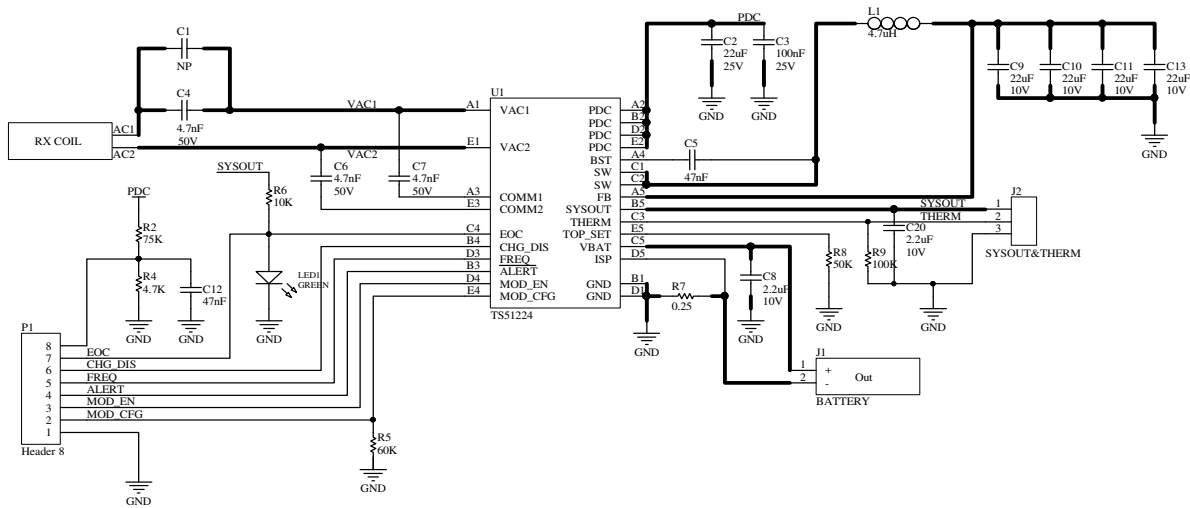 C1
NP
C4
4.7nF
50V
VAC1
RX COIL
AC1
AC2
VAC2
C6
4.7nF
50V
C7
4.7nF
50V
SYSOUT
R6
10K
PDC
R2
75K
R4
4.7K
C12
47nF
GND
GND
LED1
GREEN
GND
GND
P1
8
7
6
5
4
3
2
1
Header 8
EOC
CHG_DIS
FREQ
ALERT
MOD_EN
MOD_CFG
GND
R5
60K
GND
U1
A1
VAC1
E1
VAC2
A3
COMM1
E3
COMM2
C4
EOC
B4
CHG_DIS
D3
FREQ
B3
ALERT
D4
MOD_EN
E4
MOD_CFG
TS51224
PDC
A2
PDC
B2
PDC
D2
PDC
E2
BST
A4
SW
C1
SW
C2
FB
A5
SYSOUT
B5
THERM
C3
TOP_SET
E5
VBAT
C5
ISP
D5
GND
B1
GND
D1
PDC
C2
22uF
25V
GND
C3
100nF
25V
GND
C5
47nF
L1
4.7uH
C9
22uF
10V
C10
22uF
10V
C11
22uF
10V
C13
22uF
10V
GND
SYSOUT
THERM
J2
1
2
3
SYSOUT&THERM
C20
2.2uF
10V
R8
50K
GND
R9
100K
GND
C8
2.2uF
10V
GND
R7
0.25
GND
J1
1
2
+
-
Out
BATTERY